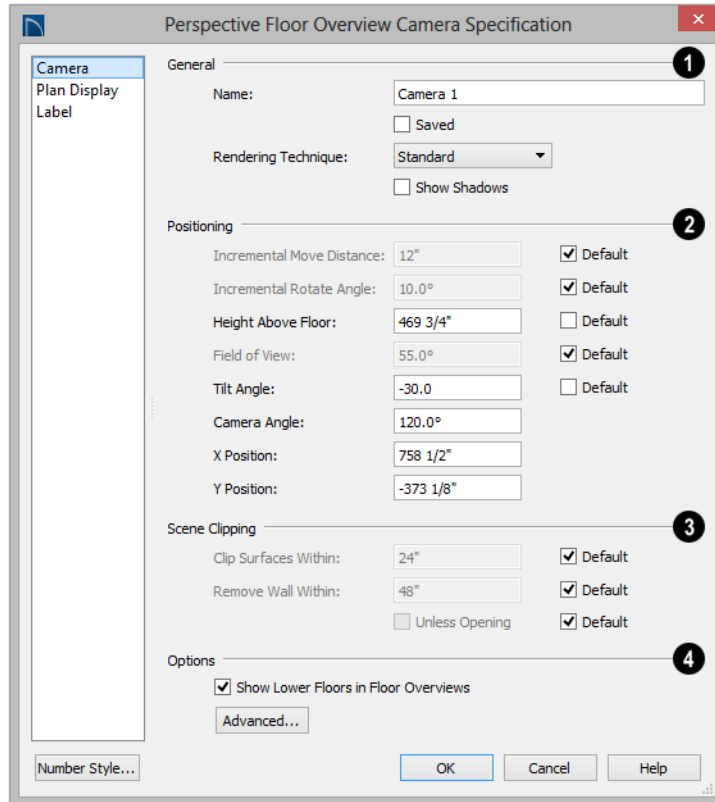 Perspective Floor Overview Camera Specification
Camera
Plan Display
Label
General 1
Name: Camera 1
Saved
Rendering Technique: Standard
Show Shadows
Positioning 2
Incremental Move Distance: 12" Default
Incremental Rotate Angle: 10.0° Default
Height Above Floor: 469 3/4" Default
Field of View: 55.0° Default
Tilt Angle: -30.0 Default
Camera Angle: 120.0°
X Position: 758 1/2"
Y Position: -373 1/8"
Scene Clipping 3
Clip Surfaces Within: 24" Default
Remove Wall Within: 48" Default
Unless Opening Default
Options 4
Show Lower Floors in Floor Overviews
Advanced...
Number Style... OK Cancel Help